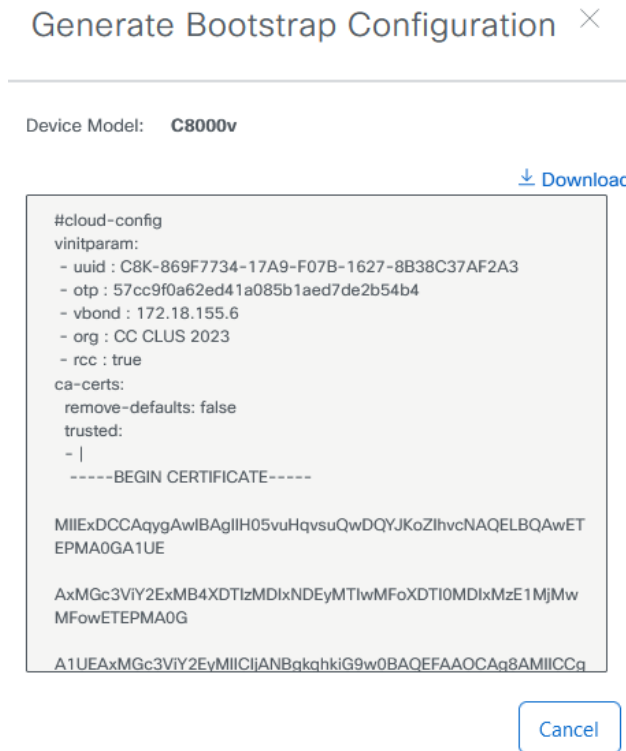 Generate Bootstrap Configuration ×
Device Model: C8000v
Download
#cloud-config
vinitparam:
- uuid : C8K-869F7734-17A9-F07B-1627-8B38C37AF2A3
- otp : 57cc9f0a62ed41a085b1aed7de2b54b4
- vbond : 172.18.155.6
- org : CC CLUS 2023
- rcc : true
ca-certs:
remove-defaults: false
trusted:
- |
-----BEGIN CERTIFICATE-----
MIIExDCCAqygAwIBAgIIH05vuHqvsuQwDQYJKoZIhvcNAQELBQAwET
EPMA0GA1UE
AxMGc3ViY2ExMB4XDTIzMDIxNDEyMTIwMFoXDTI0MDIxMzE1MjMw
MFowETEPMA0G
A1UEAxMGc3ViY2EyMIICIjANBgkqhkiG9w0BAQEFAAOCAg8AMIICCg
Cancel